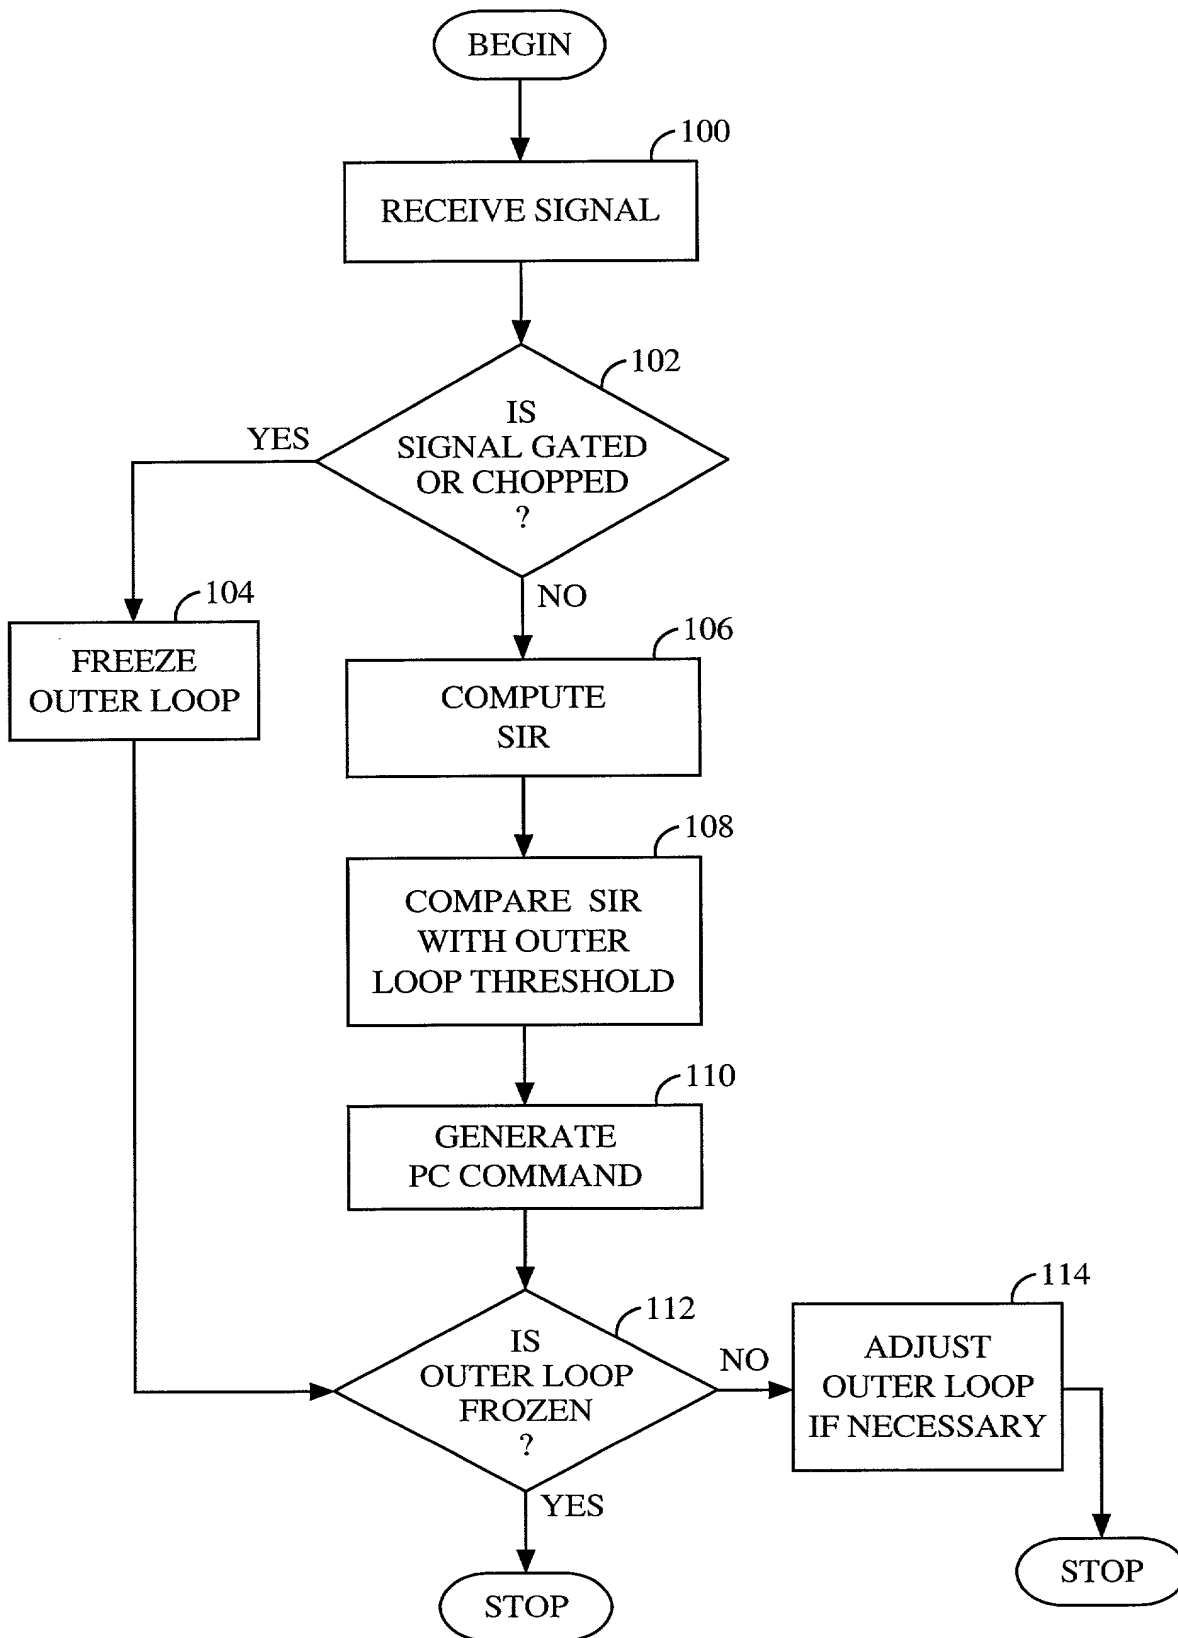 BEGIN
100
RECEIVE SIGNAL
102
IS
SIGNAL GATED
OR CHOPPED
?
YES
NO
104
FREEZE
OUTER LOOP
106
COMPUTE
SIR
108
COMPARE SIR
WITH OUTER
LOOP THRESHOLD
110
GENERATE
PC COMMAND
112
IS
OUTER LOOP
FROZEN
?
NO
114
ADJUST
OUTER LOOP
IF NECESSARY
YES
STOP
STOP